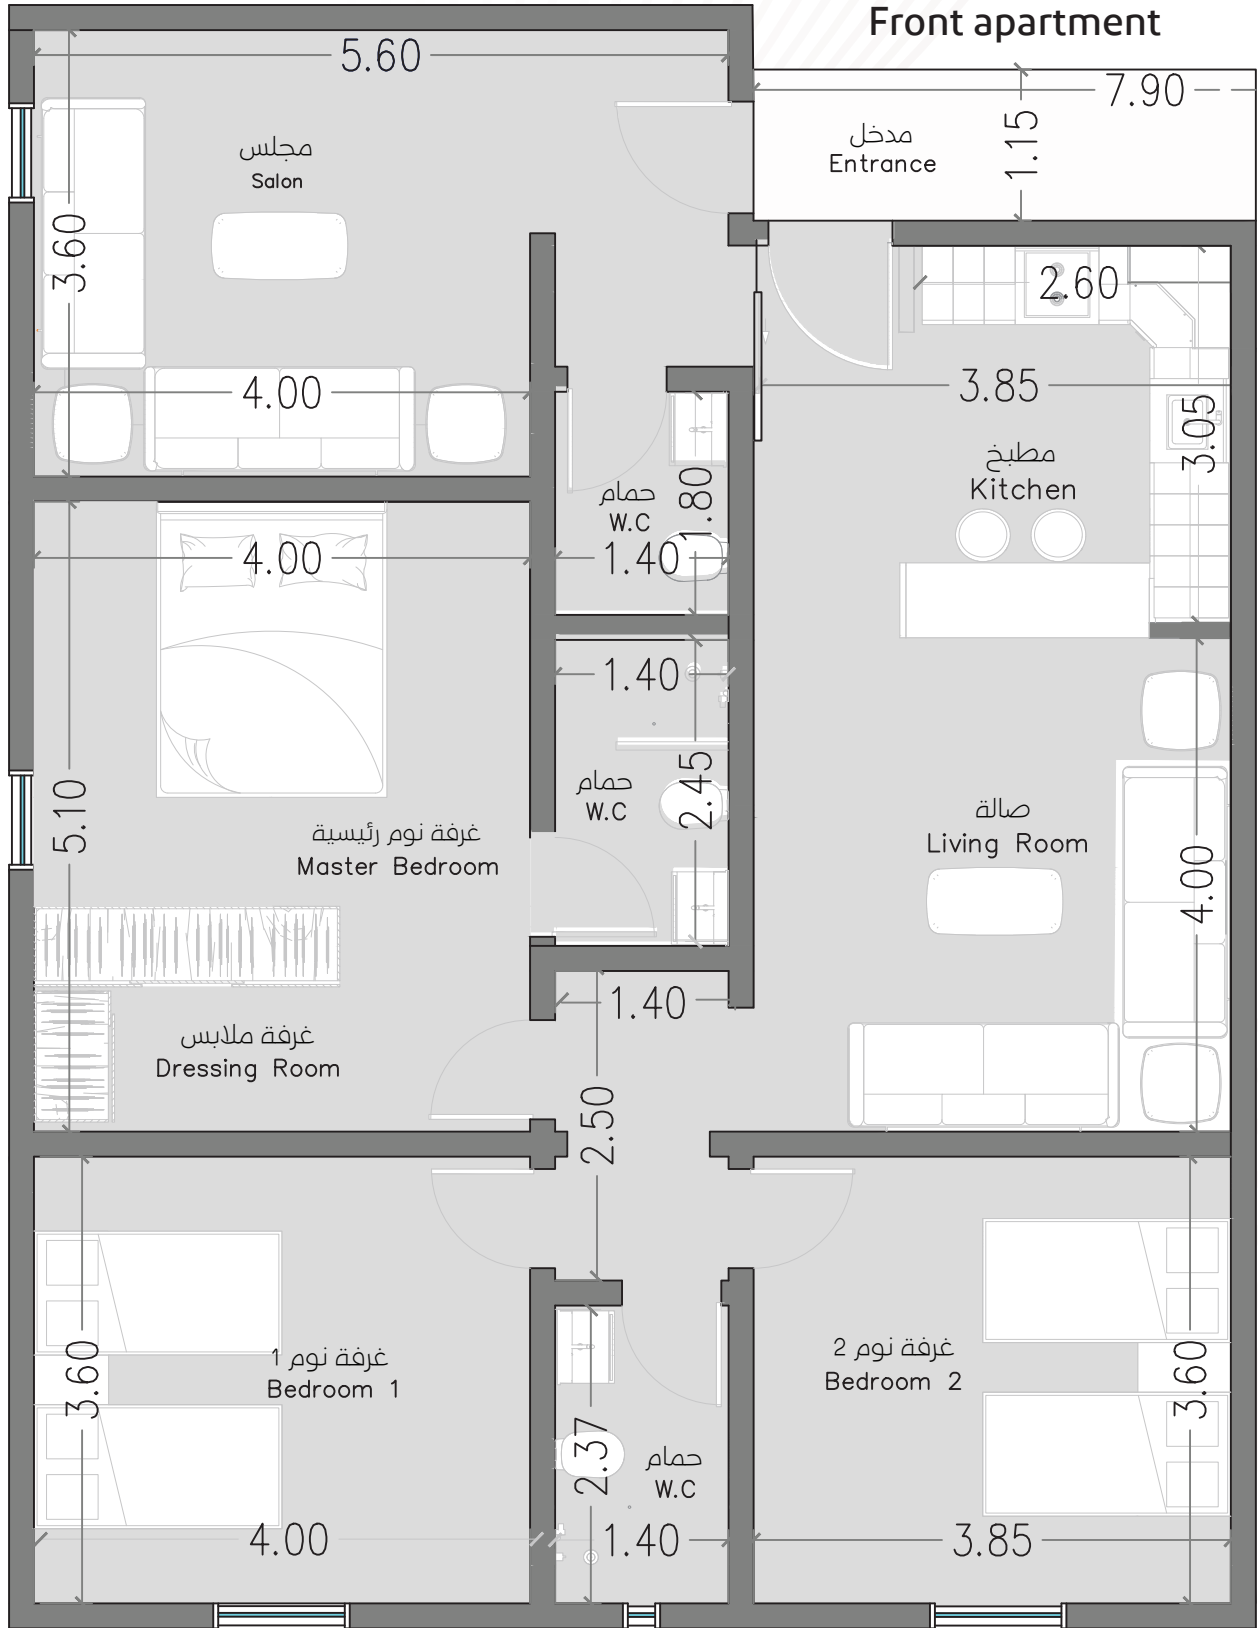 Front apartment
5.60
7.90
مدخل
Entrance
1.15
مجلس
Salon
3.60
2.60
4.00
3.85
3.05
مطبخ
Kitchen
حمام
W.C
1.80
1.40
4.00
1.40
2.45
حمام
W.C
5.10
غرفة نوم رئيسية
Master Bedroom
صالة
Living Room
4.00
1.40
غرفة ملابس
Dressing Room
2.50
غرفة نوم 1
Bedroom 1
3.60
غرفة نوم 2
Bedroom 2
3.60
2.37
حمام
W.C
4.00
1.40
3.85